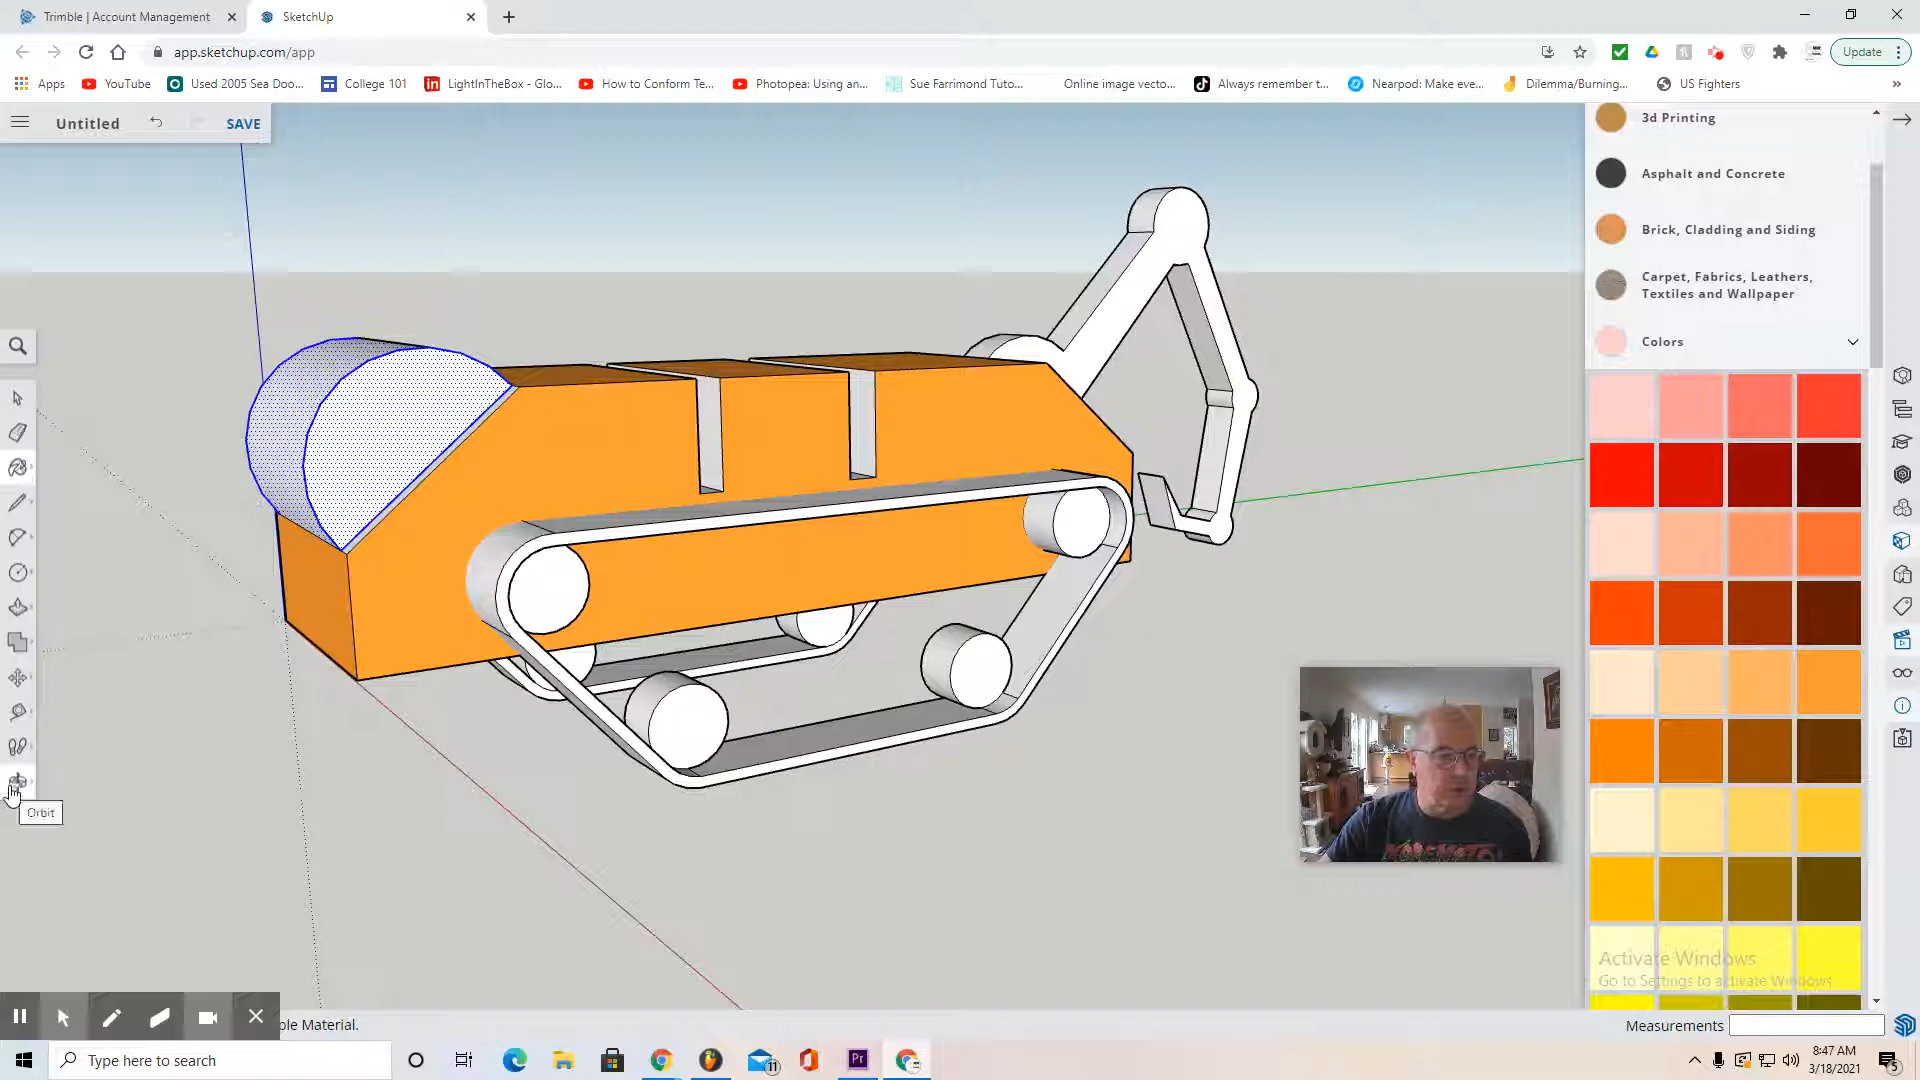 Trimble | Account Management
SketchUp
app.sketchup.com/app
Update
Apps
YouTube
Used 2005 Sea Doo...
College 101
LightInTheBox - Glo...
How to Conform Te...
Photopea: Using an...
Sue Farrimond Tuto...
Online image vecto...
Always remember t...
Nearpod: Make eve...
Dilemma/Burning...
US Fighters
»
Untitled
SAVE
3d Printing
Asphalt and Concrete
Brick, Cladding and Siding
Carpet, Fabrics, Leathers,
Textiles and Wallpaper
Colors
Orbit
Activate Windows
Go to Settings to activate Windows.
ble Material.
Measurements
Type here to search
11
Pr
8:47 AM
3/18/2021
5